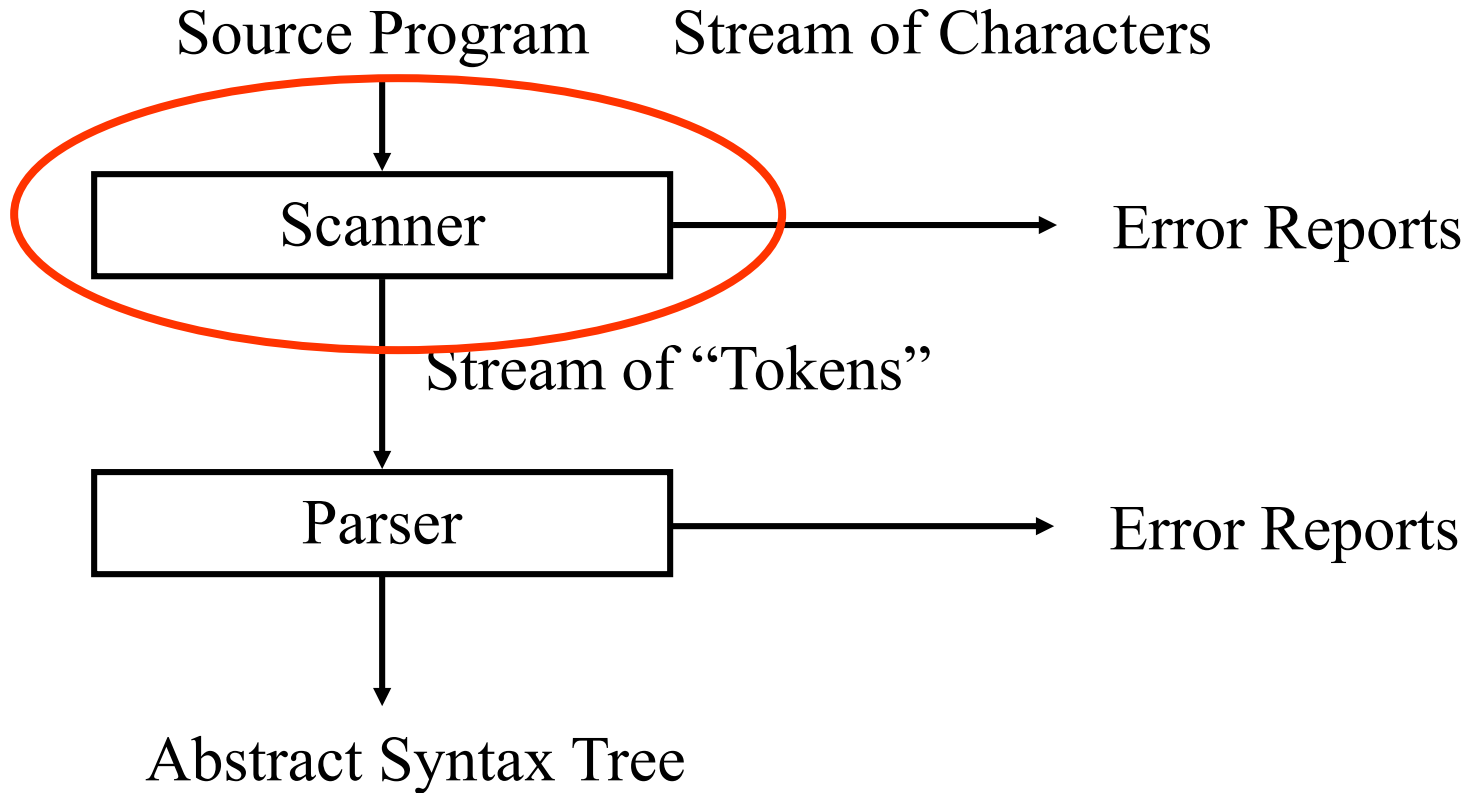 Source Program
Stream of Characters
Scanner
Error Reports
Stream of “Tokens”
Parser
Error Reports
Abstract Syntax Tree